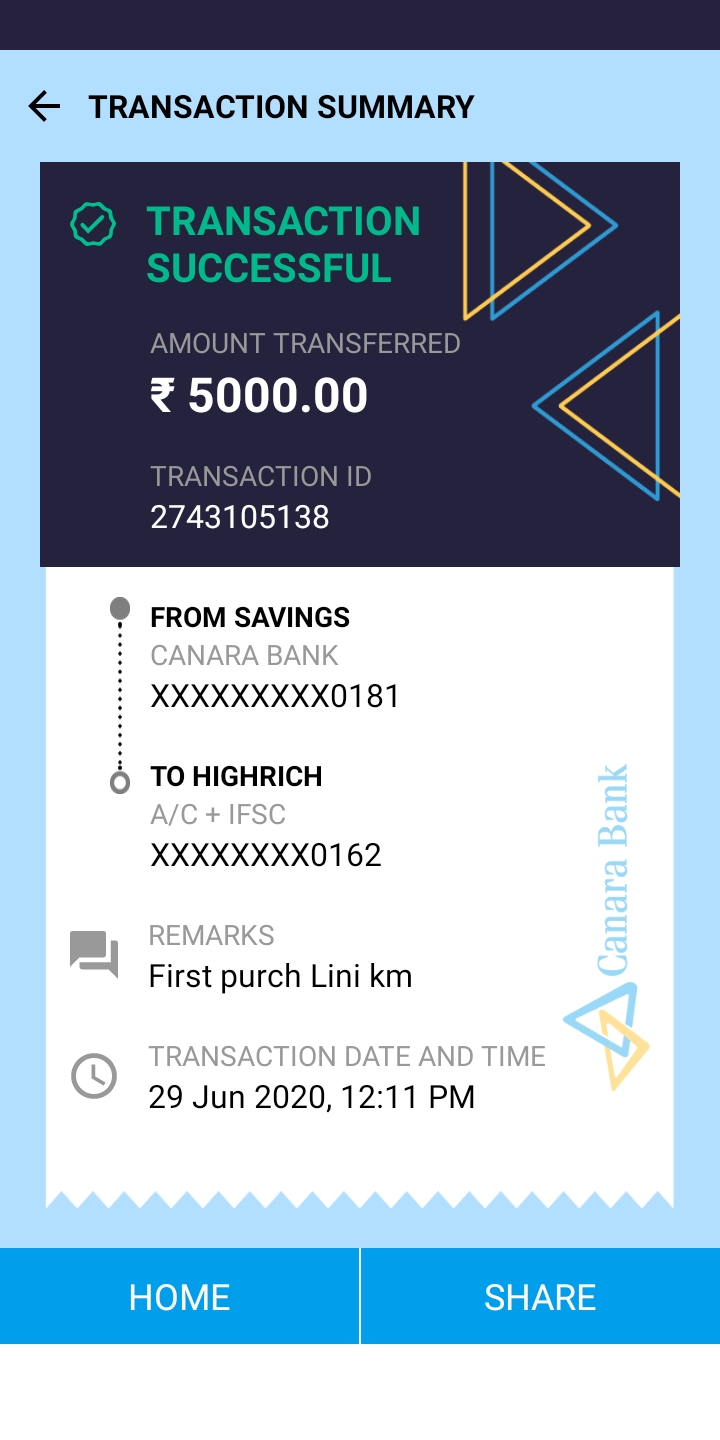 TRANSACTION SUMMARY
TRANSACTION
SUCCESSFUL
AMOUNT TRANSFERRED
₹ 5000.00
TRANSACTION ID
2743105138
FROM SAVINGS
CANARA BANK
XXXXXXXXX0181
TO HIGHRICH
A/C + IFSC
XXXXXXXX0162
Canara Bank
REMARKS
First purch Lini km
TRANSACTION DATE AND TIME
29 Jun 2020, 12:11 PM
HOME
SHARE